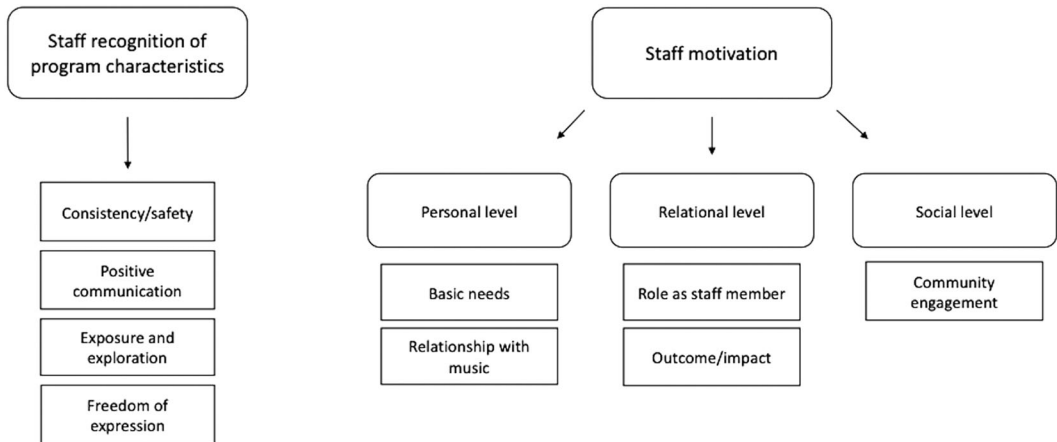 Staff recognition of
program characteristics
Consistency/safety
Positive
communication
Exposure and
exploration
Freedom of
expression
Staff motivation
Personal level
Basic needs
Relationship with
music
Relational level
Role as staff member
Outcome/impact
Social level
Community
engagement